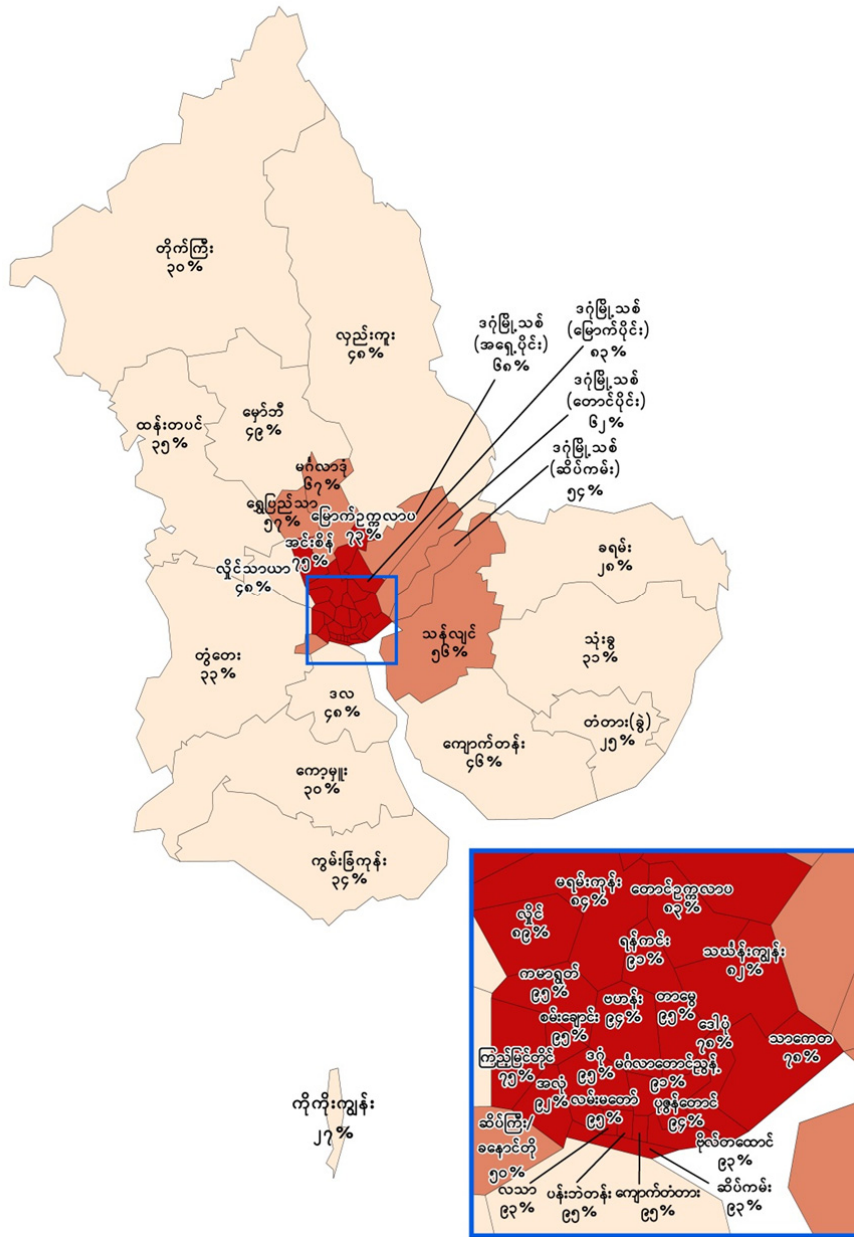 တိုက်ကြီး
၃၀%
လှည်းကူး
၄၈%
ဒဂုံမြို့သစ်
(အရှေ့ပိုင်း)
၆၈%
ဒဂုံမြို့သစ်
(မြောက်ပိုင်း)
၈၃%
ဒဂုံမြို့သစ်
(တောင်ပိုင်း)
၆၂%
ဒဂုံမြို့သစ်
(ဆိပ်ကမ်း)
၅၄%
ထန်းတပင်
၃၅%
မှော်ဘီ
၄၉%
မင်္ဂလာဒုံ
၆၇%
ရွှေပြည်သာ
၅၇%
မြောက်ဥက္ကလာပ
၇၃%
အင်းစိန်
၇၅%
လှိုင်သာယာ
၄၈%
ခရမ်း
၂၈%
သန်လျင်
၅၆%
သုံးခွ
၃၁%
တွံတေး
၃၃%
ဒလ
၄၈%
တံတား(ခွဲ)
၂၅%
ကျောက်တန်း
၄၆%
ကော့မှူး
၃၀%
ကွမ်းခြံကုန်း
၃၄%
ကိုကိုးကျွန်း
၂၇%
မရမ်းကုန်း
၈၄%
တောင်ဥက္ကလာပ
၈၃%
လှိုင်
၈၉%
ရန်ကင်း
၉၁%
သင်္ဃန်းကျွန်း
၈၂%
ကမာရွတ်
၉၅%
ဗဟန်း
၉၄%
တာမွေ
၉၅%
စမ်းချောင်း
၉၅%
ဒေါပုံ
၇၈%
သာကေတ
၇၈%
ကြည့်မြင်တိုင်
၇၅%
ဒဂုံ
၉၅%
မင်္ဂလာတောင်ညွန့်
၉၁%
အလုံ
၉၂%
လမ်းမတော်
၉၅%
ပုဇွန်တောင်
၉၄%
ဆိပ်ကြီး/
ခနောင်တို
၅၀%
ဗိုလ်တထောင်
၉၃%
လသာ
၉၃%
ပန်းဘဲတန်း
၉၅%
ကျောက်တံတား
၉၅%
ဆိပ်ကမ်း
၉၃%